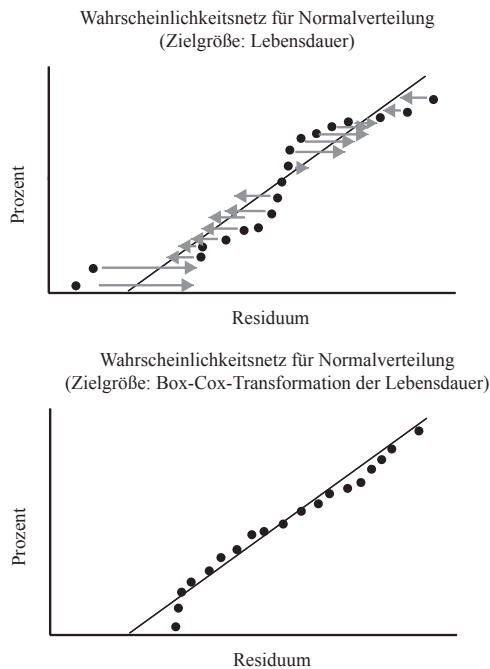 Wahrscheinlichkeitsnetz für Normalverteilung
(Zielgröße: Lebensdauer)
Prozent
Residuum
Wahrscheinlichkeitsnetz für Normalverteilung
(Zielgröße: Box-Cox-Transformation der Lebensdauer)
Prozent
Residuum